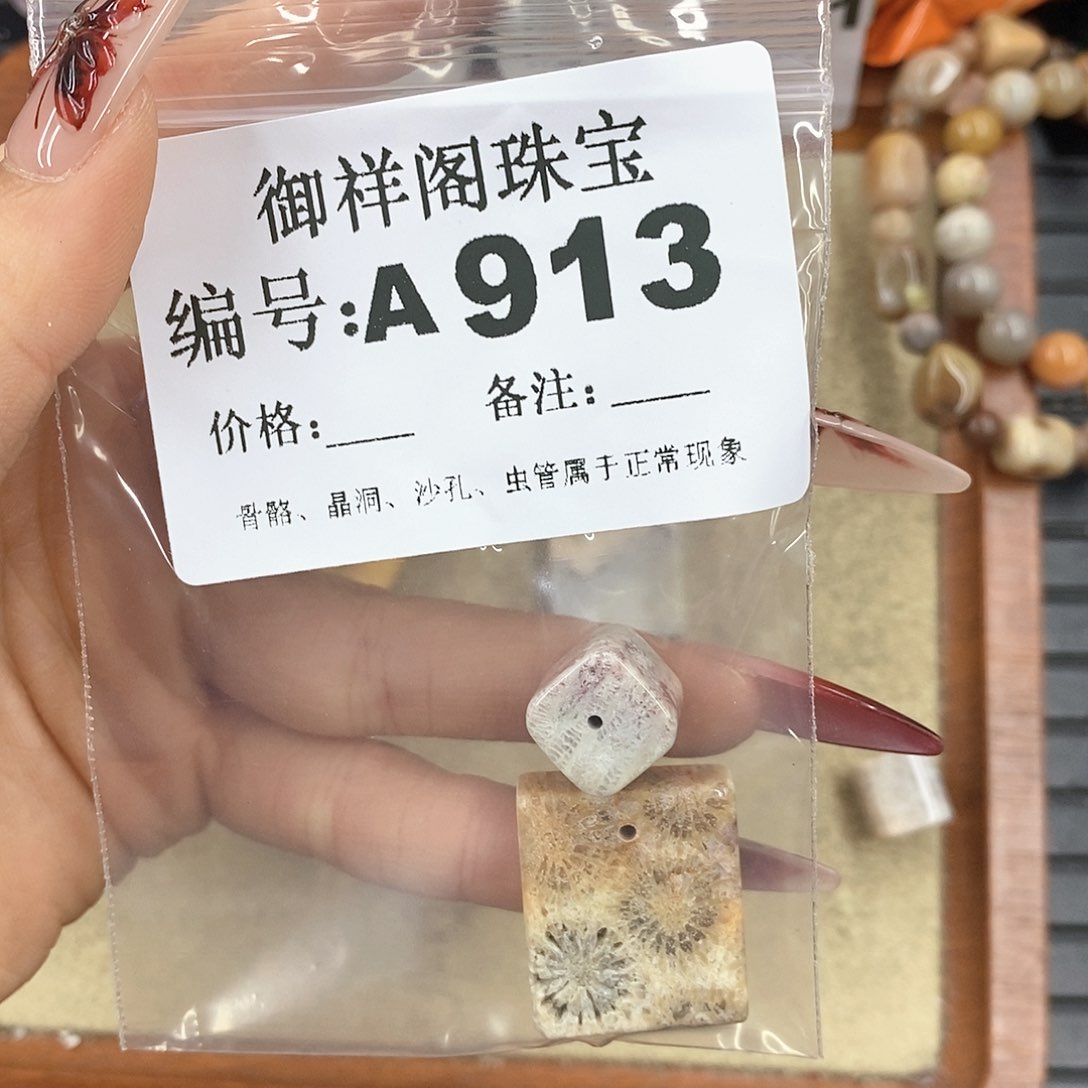 御祥阁珠宝
编号:A913
价格:____ 备注:____
骨骼、晶洞、沙孔、虫管属于正常现象